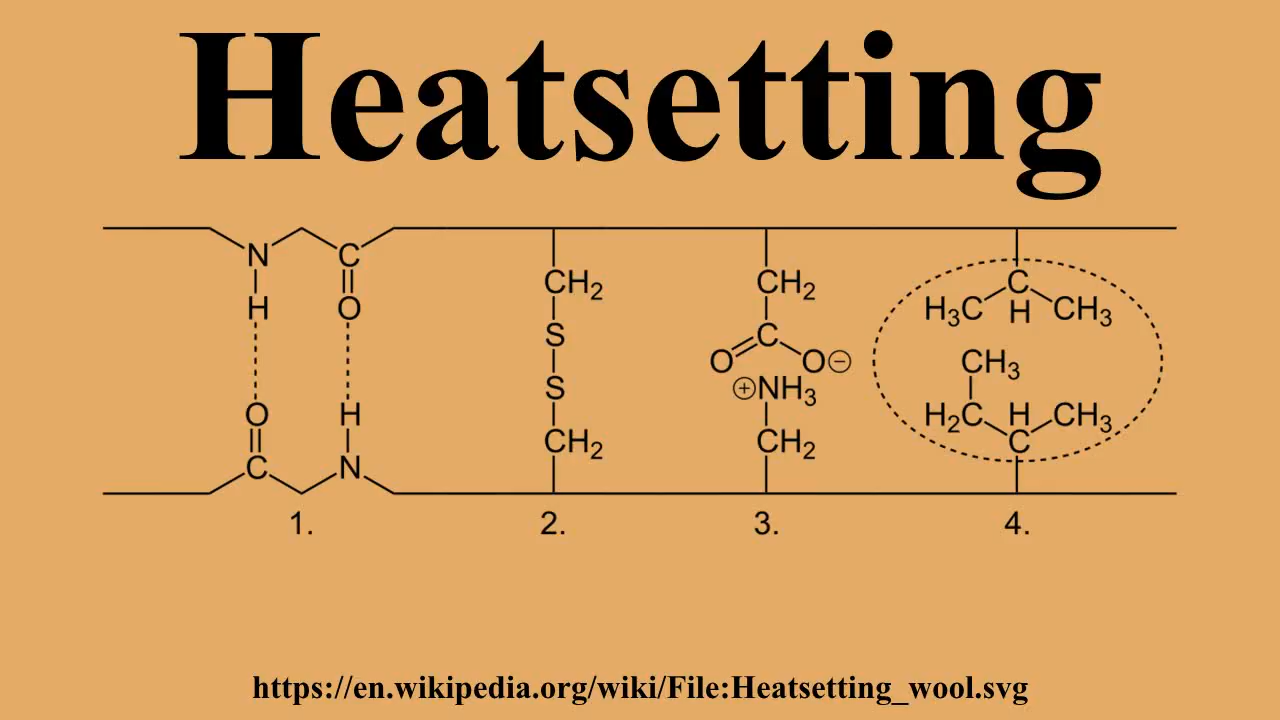 Heatsetting
N C CH₂ CH₂ C
H O H₃C H CH₃
S C
O O⊖ CH₃
S ⊕NH₃
O H H₂C H CH₃
C N CH₂ CH₂ C
1. 2. 3. 4.
https://en.wikipedia.org/wiki/File:Heatsetting_wool.svg